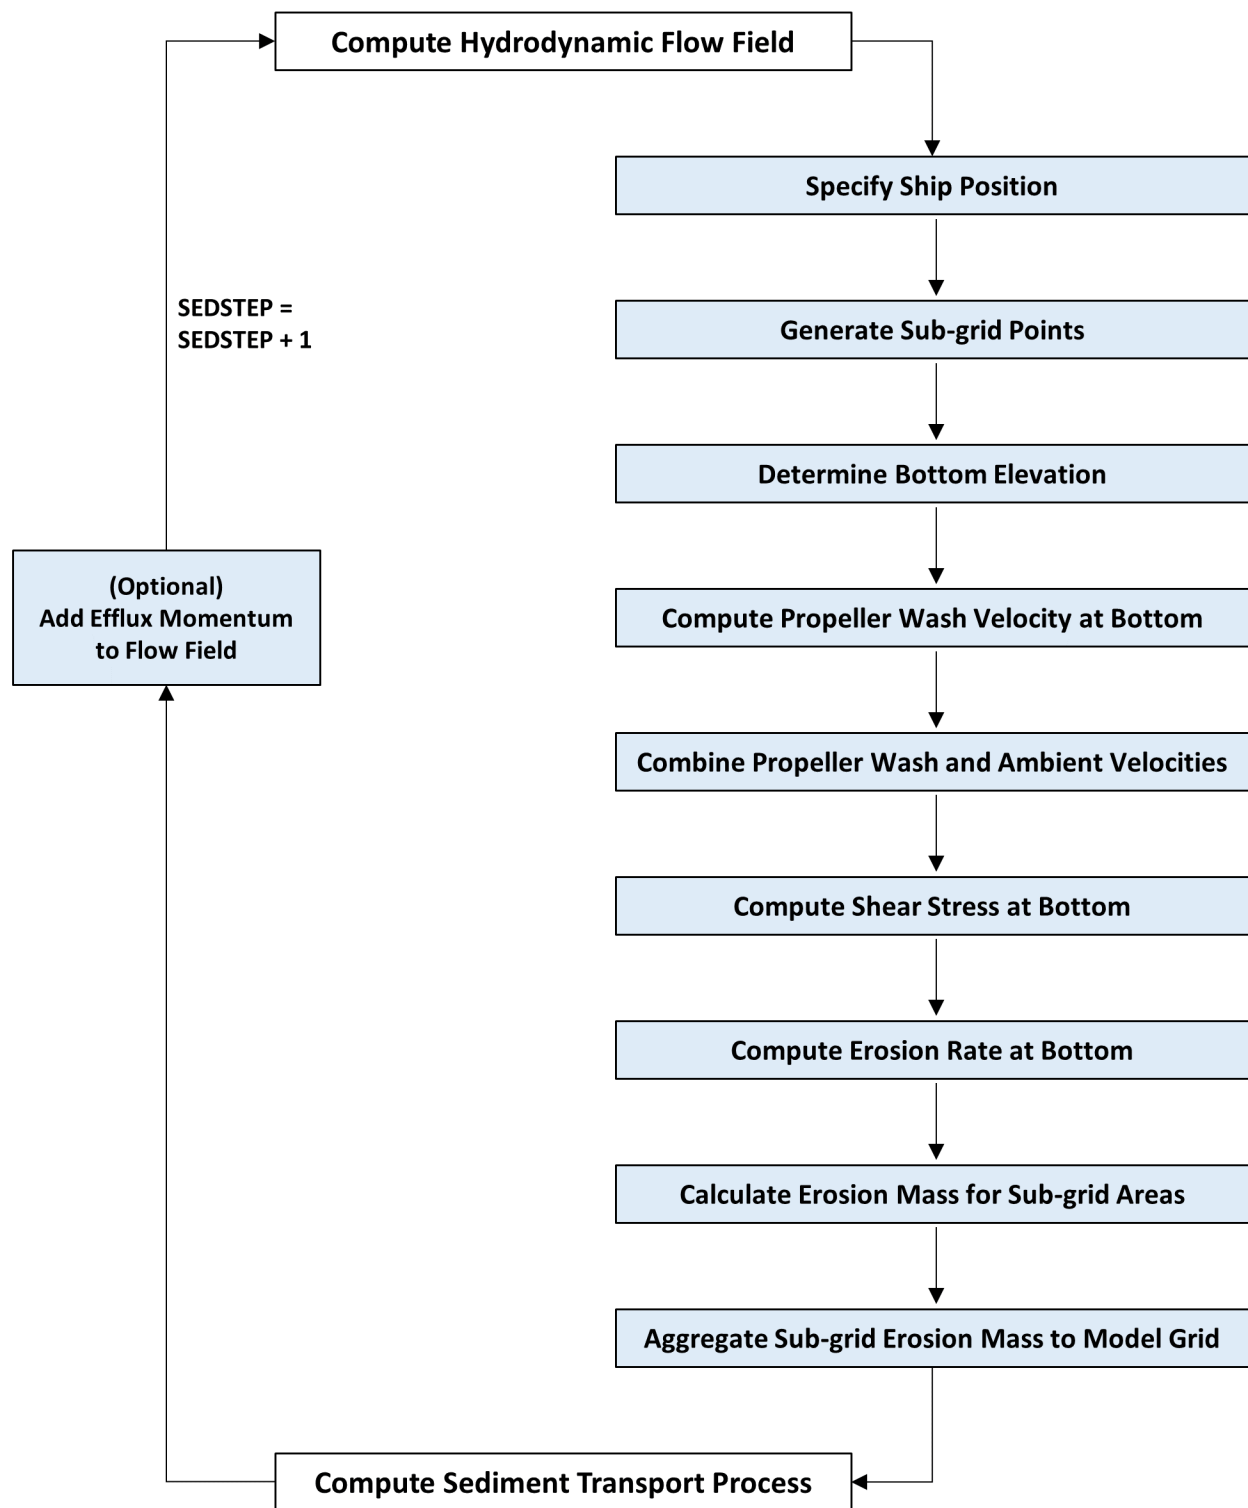 Compute Hydrodynamic Flow Field
Specify Ship Position
Generate Sub-grid Points
Determine Bottom Elevation
Compute Propeller Wash Velocity at Bottom
Combine Propeller Wash and Ambient Velocities
Compute Shear Stress at Bottom
Compute Erosion Rate at Bottom
Calculate Erosion Mass for Sub-grid Areas
Aggregate Sub-grid Erosion Mass to Model Grid
Compute Sediment Transport Process
(Optional)
Add Efflux Momentum
to Flow Field
SEDSTEP =
SEDSTEP + 1